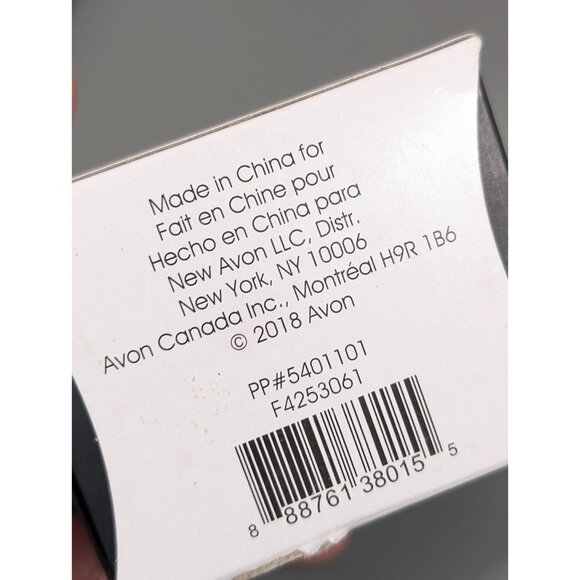 Made in China for
Fait en Chine pour
Hecho en China para
New Avon LLC, Distr.
New York, NY 10006
Avon Canada Inc., Montréal H9R 1B6
© 2018 Avon
PP#5401101
F4253061
8 88761 38015 5